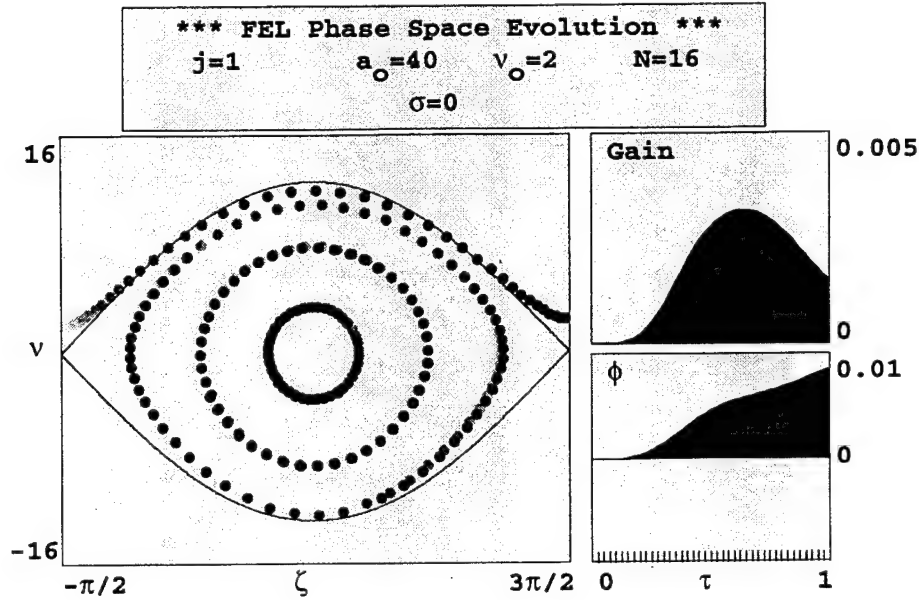 *** FEL Phase Space Evolution ***
j=1 a₀=40 ν₀=2 N=16
σ=0
16
ν
-16
-π/2 ζ 3π/2
Gain
0.005
0
ϕ
0.01
0
0 τ 1